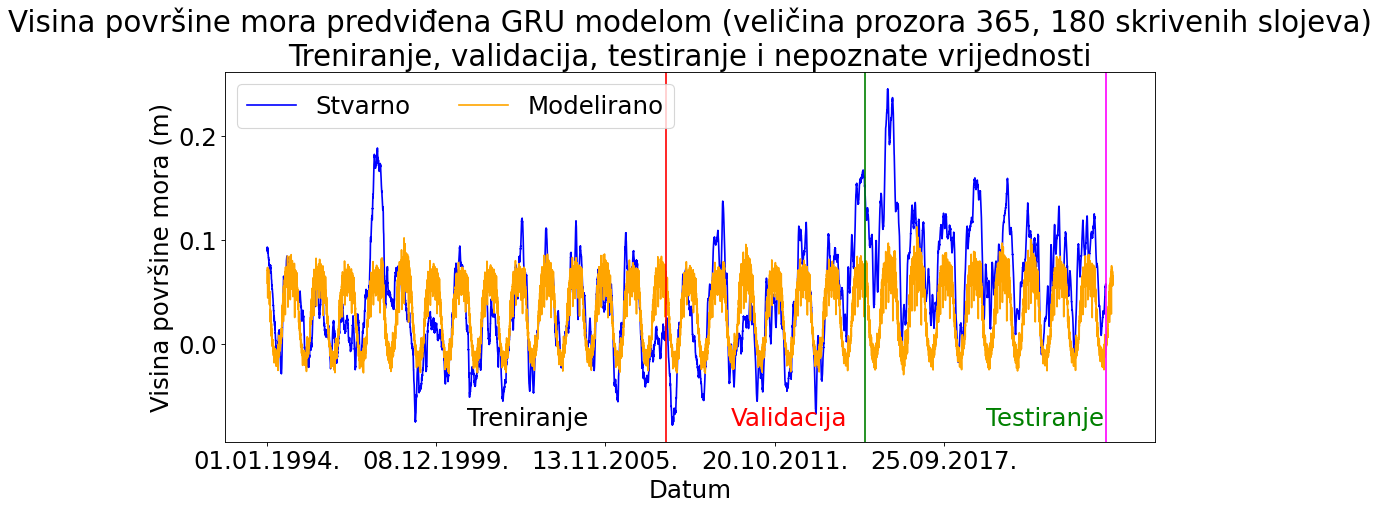 Visina površine mora predviđena GRU modelom (veličina prozora 365, 180 skrivenih slojeva)
Treniranje, validacija, testiranje i nepoznate vrijednosti
Stvarno Modelirano
Visina površine mora (m)
0.2
0.1
0.0
Treniranje Validacija Testiranje
01.01.1994. 08.12.1999. 13.11.2005. 20.10.2011. 25.09.2017.
Datum